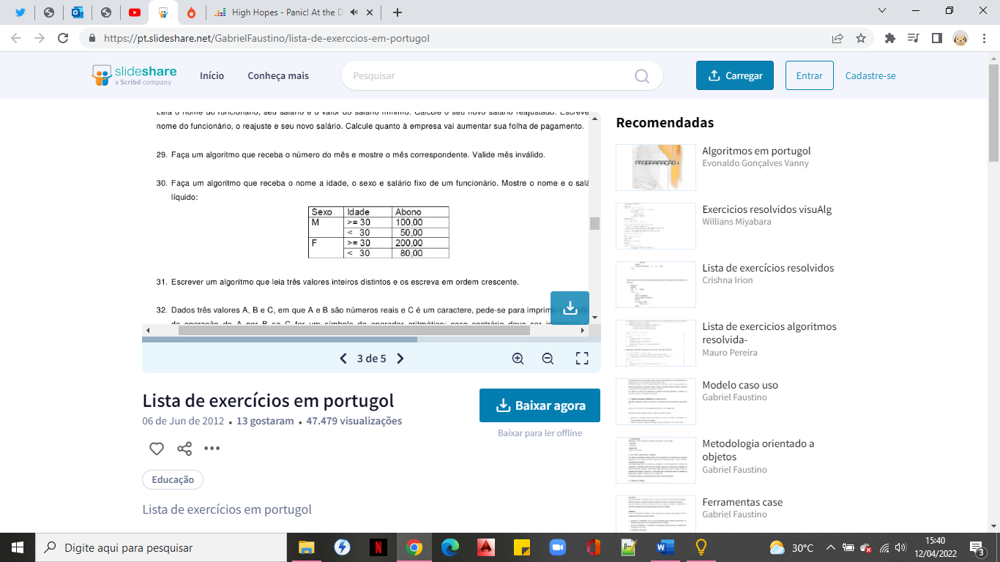 High Hopes - Panic! At the D
https://pt.slideshare.net/GabrielFaustino/lista-de-exerccios-em-portugol
slideshare
a Scribd company
Início
Conheça mais
Pesquisar
Carregar
Entrar
Cadastre-se
Leia o nome do funcionário, seu salário e o valor do salário mínimo. Calcule o seu novo salário reajustado. Escreve
nome do funcionário, o reajuste e seu novo salário. Calcule quanto à empresa vai aumentar sua folha de pagamento.
29. Faça um algoritmo que receba o número do mês e mostre o mês correspondente. Valide mês inválido.
30. Faça um algoritmo que receba o nome a idade, o sexo e salário fixo de um funcionário. Mostre o nome e o salá
líquido:
Sexo Idade Abono
M >= 30 100,00
< 30 50,00
F >= 30 200,00
< 30 80,00
31. Escrever um algoritmo que leia três valores inteiros distintos e os escreva em ordem crescente.
32. Dados três valores A, B e C, em que A e B são números reais e C é um caractere, pede-se para imprimir
3 de 5
Lista de exercícios em portugol
06 de Jun de 2012 • 13 gostaram • 47.479 visualizações
Baixar agora
Baixar para ler offline
Educação
Lista de exercícios em portugol
Recomendadas
Algoritmos em portugol
Evonaldo Gonçalves Vanny
Exercicios resolvidos visuAlg
Willians Miyabara
Lista de exercícios resolvidos
Crishna Irion
Lista de exercicos algoritmos
resolvida-
Mauro Pereira
Modelo caso uso
Gabriel Faustino
Metodologia orientado a
objetos
Gabriel Faustino
Ferramentas case
Gabriel Faustino
Digite aqui para pesquisar
30°C
15:40
12/04/2022
3